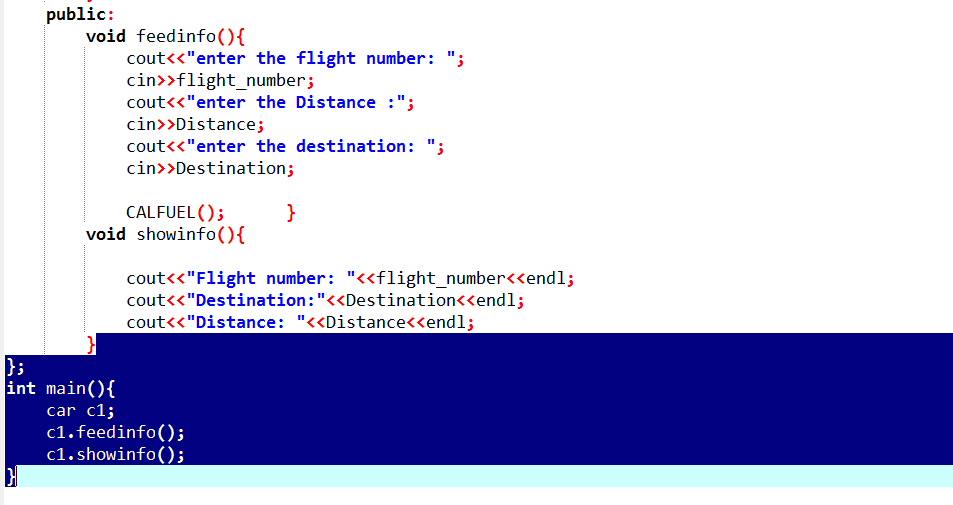 public:
void feedinfo(){
cout<<"enter the flight number: ";
cin>>flight_number;
cout<<"enter the Distance :";
cin>>Distance;
cout<<"enter the destination: ";
cin>>Destination;
CALFUEL(); }
void showinfo(){
cout<<"Flight number: "<<flight_number<<endl;
cout<<"Destination:"<<Destination<<endl;
cout<<"Distance: "<<Distance<<endl;
}
};
int main(){
car c1;
c1.feedinfo();
c1.showinfo();
}